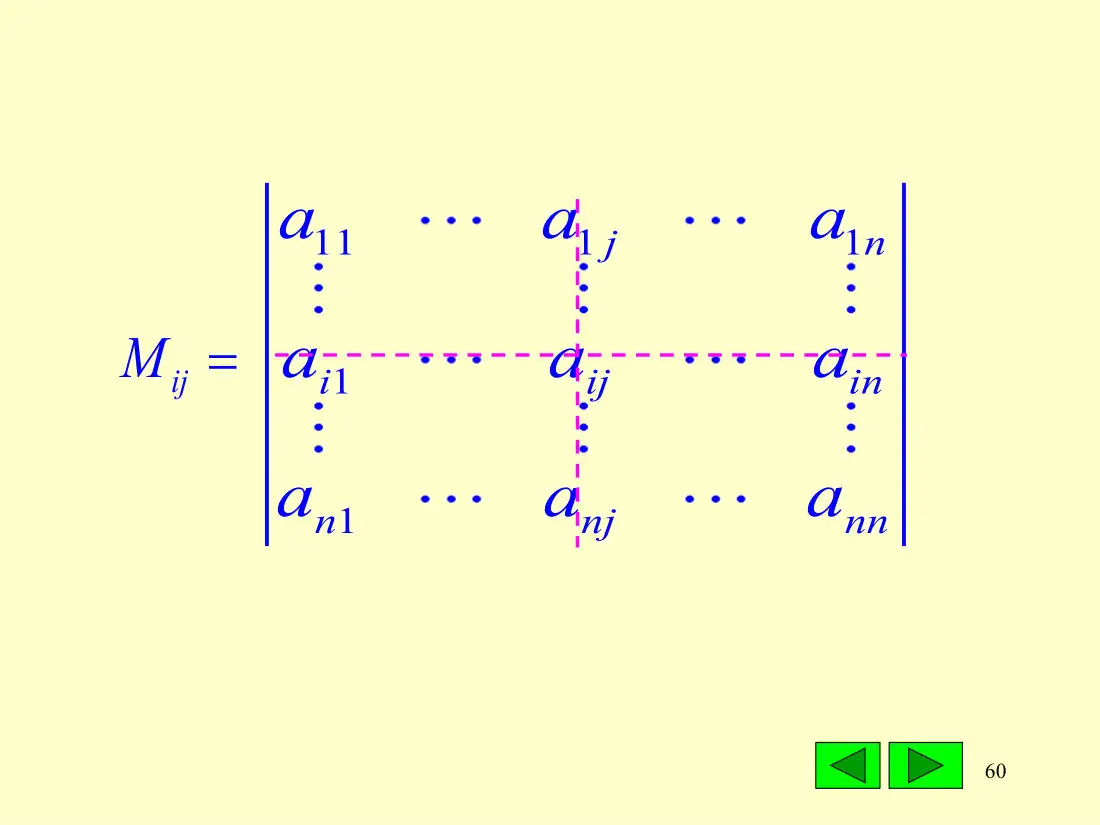 a₁₁ ⋯ a₁ⱼ ⋯ a₁ₙ
⋮ ⋮ ⋮
Mᵢⱼ = aᵢ₁ ⋯ aᵢⱼ ⋯ aᵢₙ
⋮ ⋮ ⋮
aₙ₁ ⋯ aₙⱼ ⋯ aₙₙ
60